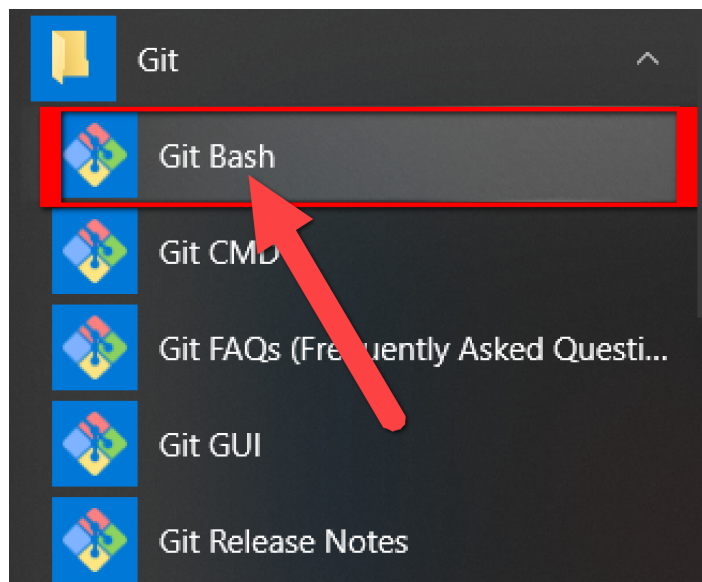 Git
Git Bash
Git CMD
Git FAQs (Frequently Asked Questi...
Git GUI
Git Release Notes